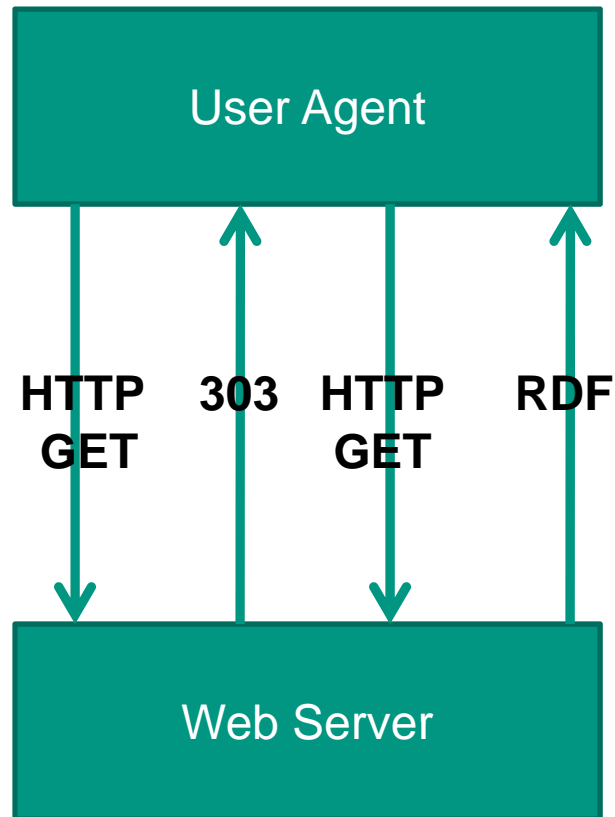 User Agent
HTTP
GET
303
HTTP
GET
RDF
Web Server